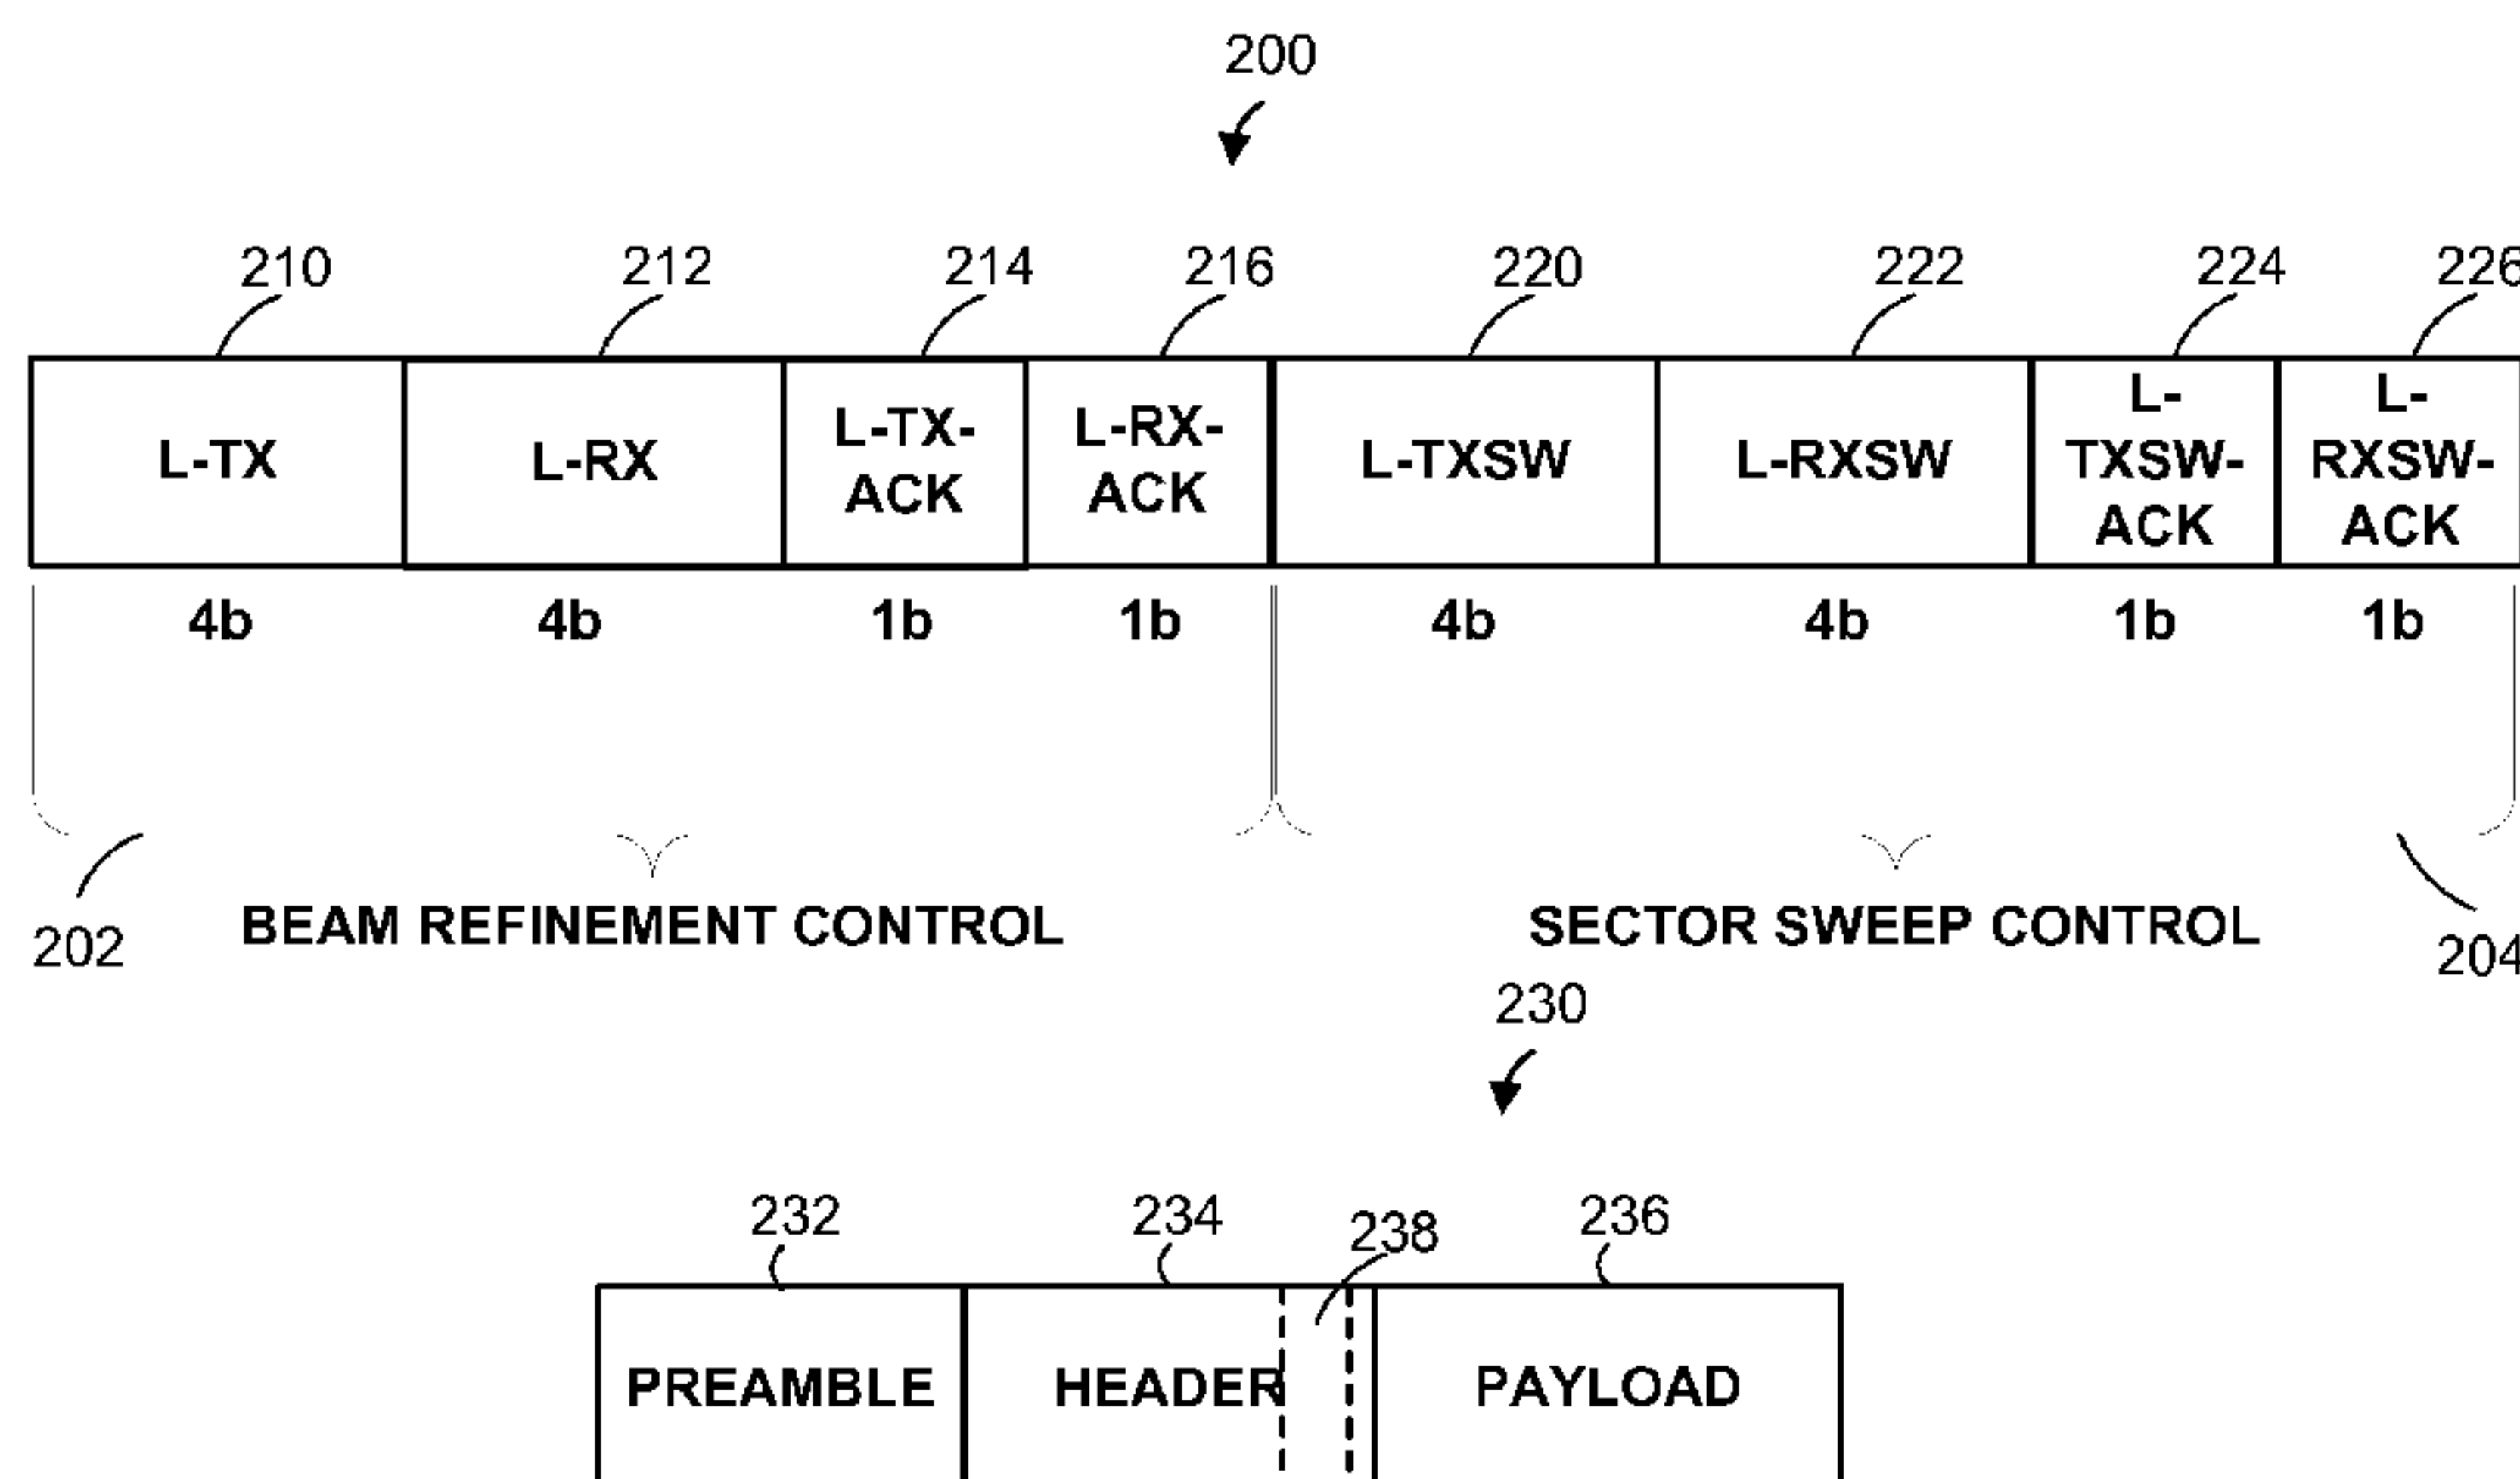 200
210 212 214 216 220 222 224 226
L-TX
L-RX
L-TX-
ACK
L-RX-
ACK
L-TXSW
L-RXSW
L-
TXSW-
ACK
L-
RXSW-
ACK
4b 4b 1b 1b 4b 4b 1b 1b
202
BEAM REFINEMENT CONTROL
SECTOR SWEEP CONTROL
204
230
232 234 238 236
PREAMBLE HEADER PAYLOAD